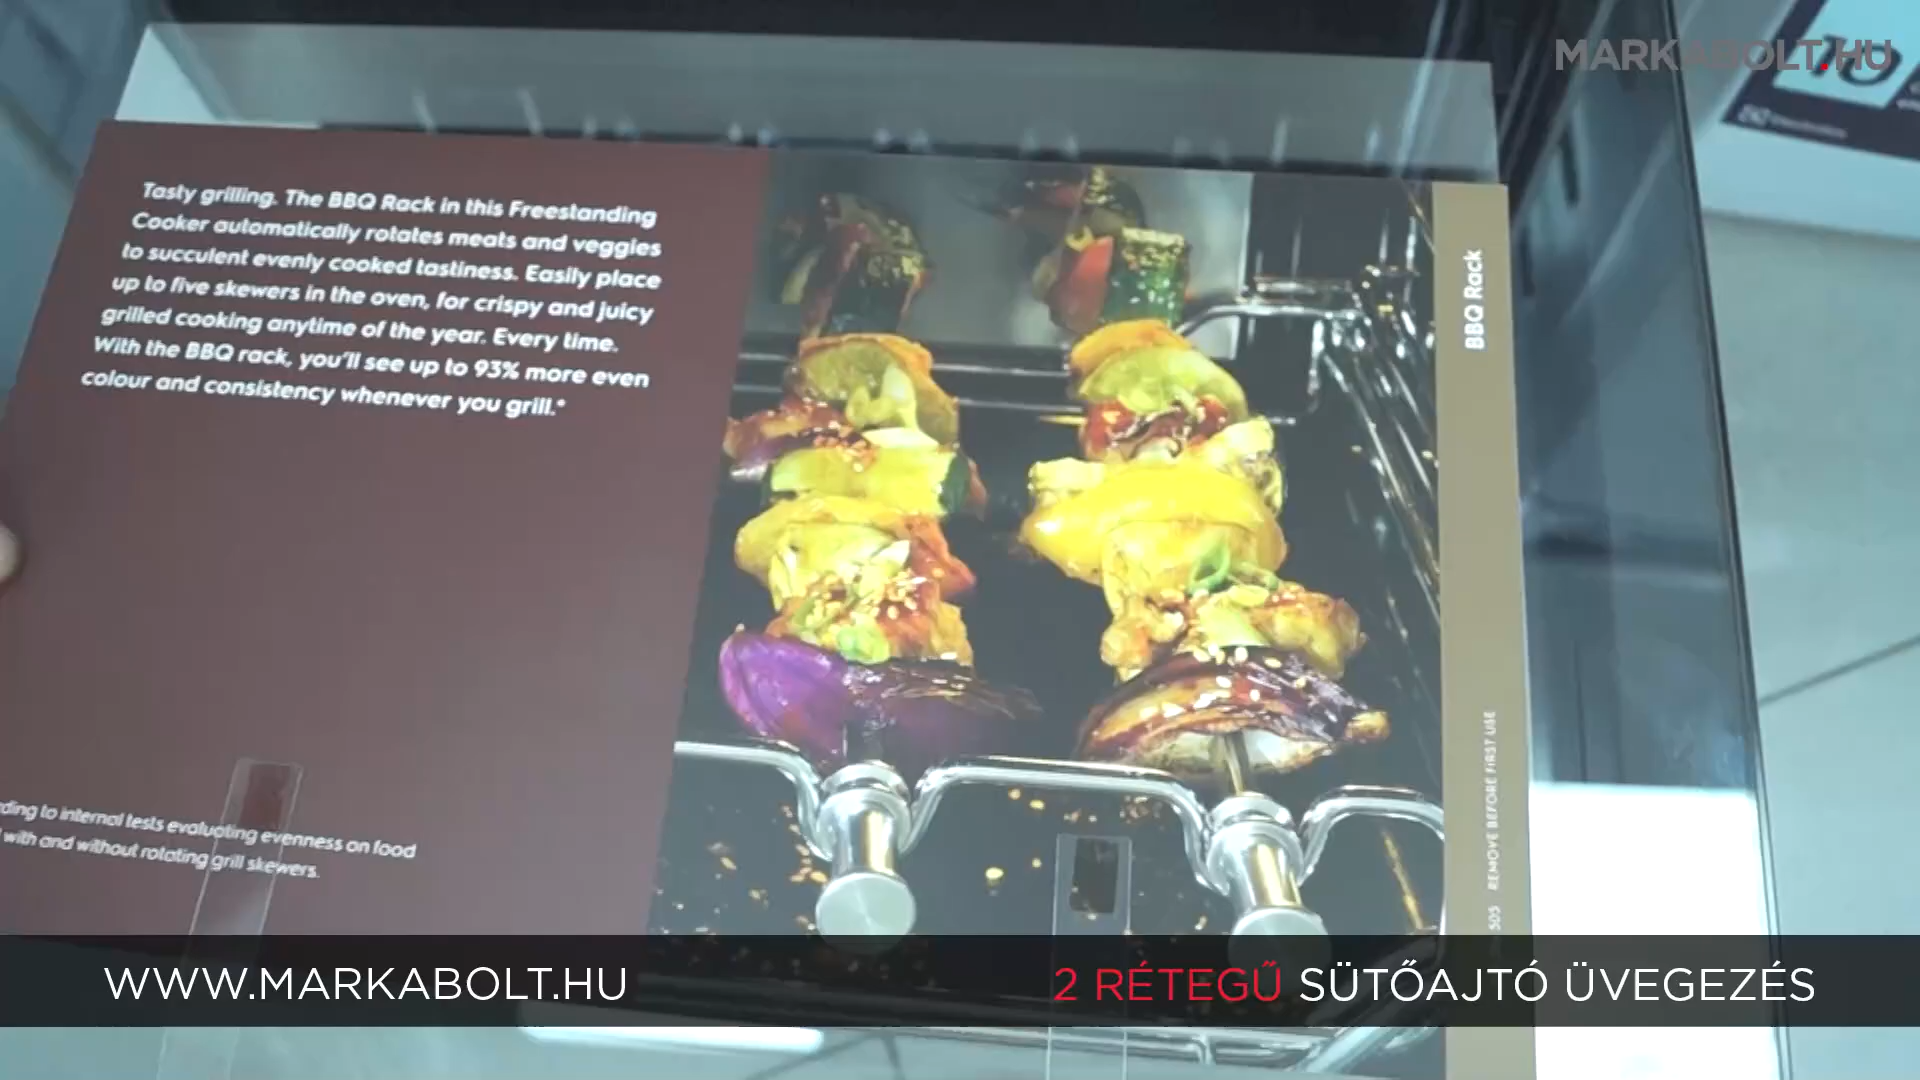 MARKABOLT.HU
Tasty grilling. The BBQ Rack in this Freestanding
Cooker automatically rotates meats and veggies
to succulent evenly cooked tastiness. Easily place
up to five skewers in the oven, for crispy and juicy
grilled cooking anytime of the year. Every time.
With the BBQ rack, you'll see up to 93% more even
colour and consistency whenever you grill.*
to internal tests evaluating evenness on food
with and without rotating grill skewers.
BBQ Rack
REMOVE BEFORE FIRST USE
505
WWW.MARKABOLT.HU
2 RÉTEGŰ SÜTŐAJTÓ ÜVEGEZÉS